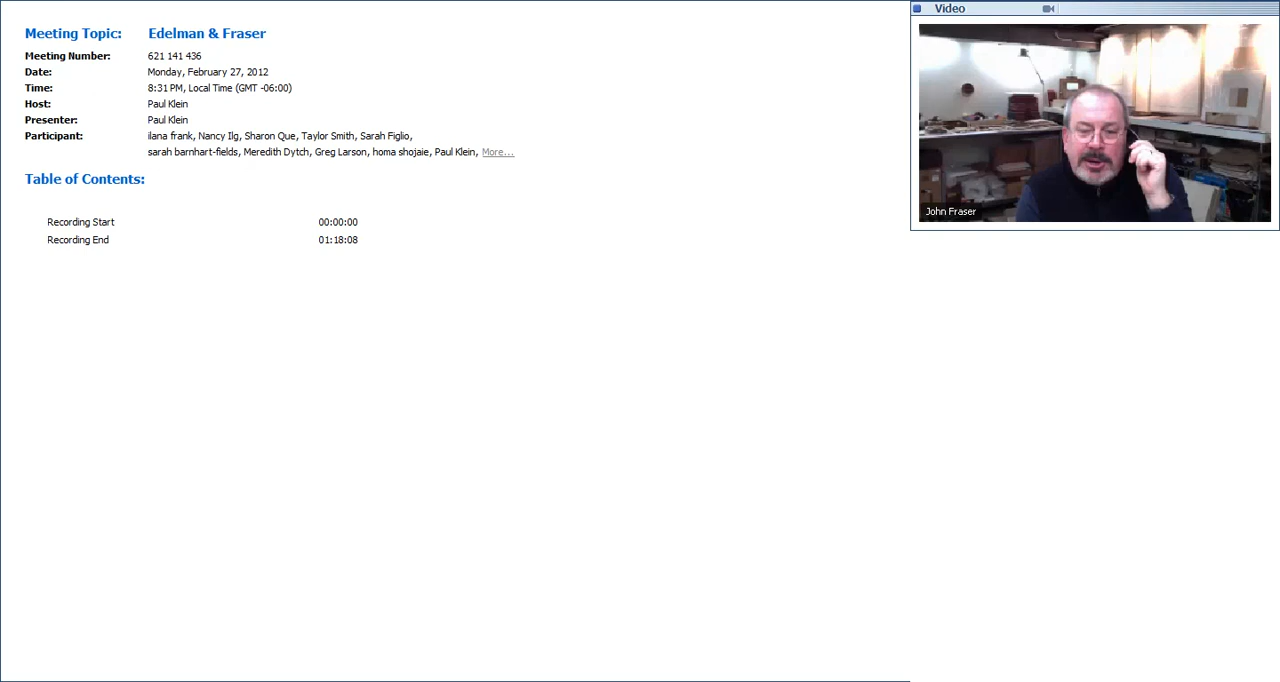 Meeting Topic: Edelman & Fraser
Meeting Number: 621 141 436
Date: Monday, February 27, 2012
Time: 8:31 PM, Local Time (GMT -06:00)
Host: Paul Klein
Presenter: Paul Klein
Participant: ilana frank, Nancy Ilg, Sharon Que, Taylor Smith, Sarah Figlio,
sarah barnhart-fields, Meredith Dytch, Greg Larson, homa shojaie, Paul Klein, More...
Table of Contents:
Recording Start 00:00:00
Recording End 01:18:08
Video
John Fraser